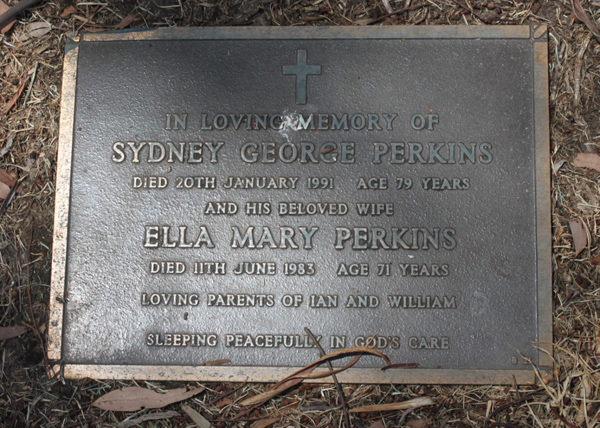 IN LOVING MEMORY OF
SYDNEY GEORGE PERKINS
DIED 20TH JANUARY 1991 AGE 79 YEARS
AND HIS BELOVED WIFE
ELLA MARY PERKINS
DIED 11TH JUNE 1983 AGE 71 YEARS
LOVING PARENTS OF IAN AND WILLIAM
SLEEPING PEACEFULLY IN GOD'S CARE